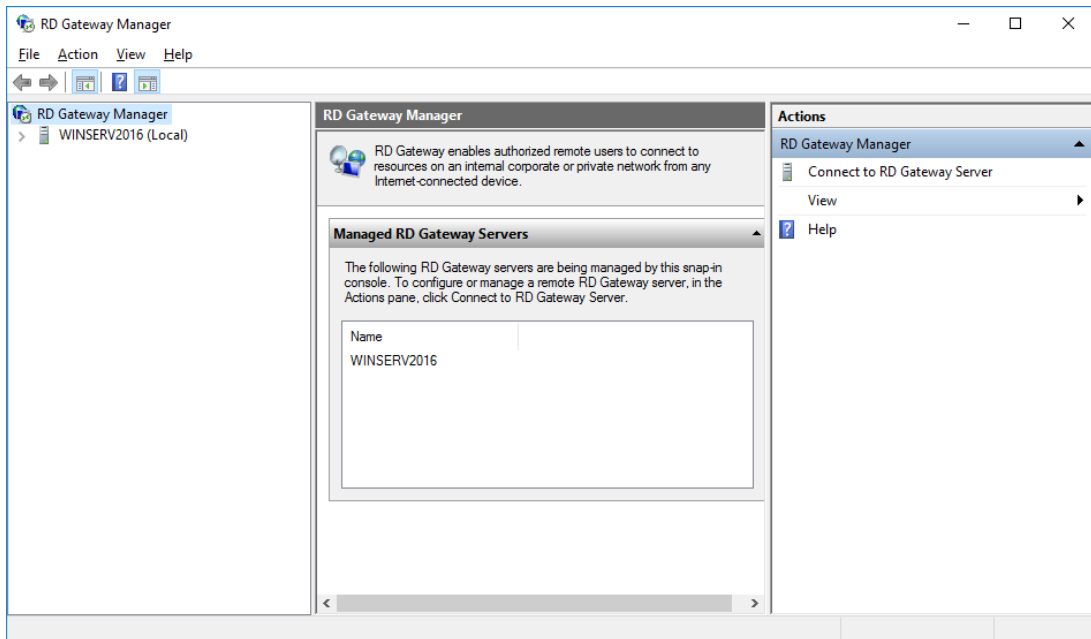 RD Gateway Manager
File Action View Help
RD Gateway Manager
WINSERV2016 (Local)
RD Gateway Manager
RD Gateway enables authorized remote users to connect to
resources on an internal corporate or private network from any
Internet-connected device.
Managed RD Gateway Servers
The following RD Gateway servers are being managed by this snap-in
console. To configure or manage a remote RD Gateway server, in the
Actions pane, click Connect to RD Gateway Server.
Name
WINSERV2016
Actions
RD Gateway Manager
Connect to RD Gateway Server
View
Help